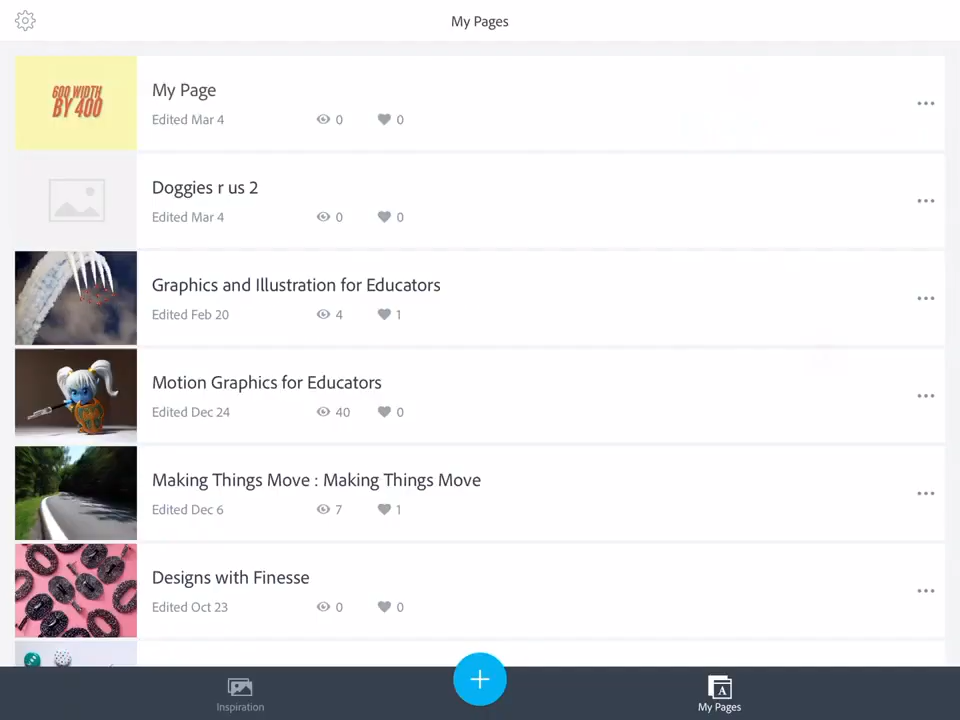 My Pages
600 WIDTH
BY 400
My Page
Edited Mar 4 0 0
Doggies r us 2
Edited Mar 4 0 0
Graphics and Illustration for Educators
Edited Feb 20 4 1
Motion Graphics for Educators
Edited Dec 24 40 0
Making Things Move : Making Things Move
Edited Dec 6 7 1
Designs with Finesse
Edited Oct 23 0 0
Inspiration
My Pages